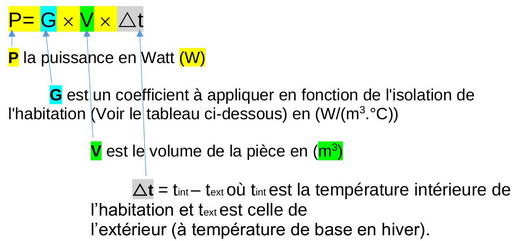 P= G × V × △t
P la puissance en Watt (W)
G est un coefficient à appliquer en fonction de l'isolation de
l'habitation (Voir le tableau ci-dessous) en (W/(m³.°C))
V est le volume de la pièce en (m³)
△t = tint – text où tint est la température intérieure de
l’habitation et text est celle de
l’extérieur (à température de base en hiver).